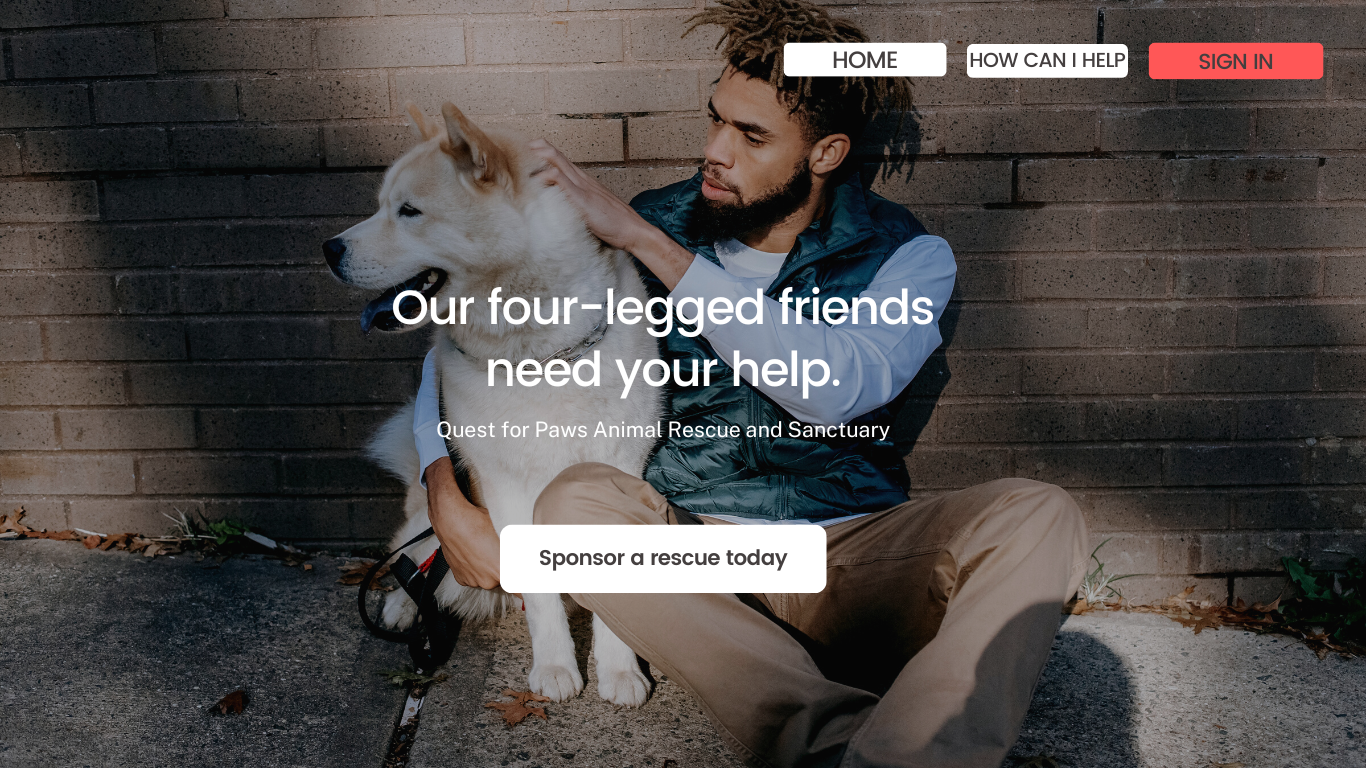 HOME
HOW CAN I HELP
SIGN IN
Our four-legged friends
need your help.
Quest for Paws Animal Rescue and Sanctuary
Sponsor a rescue today